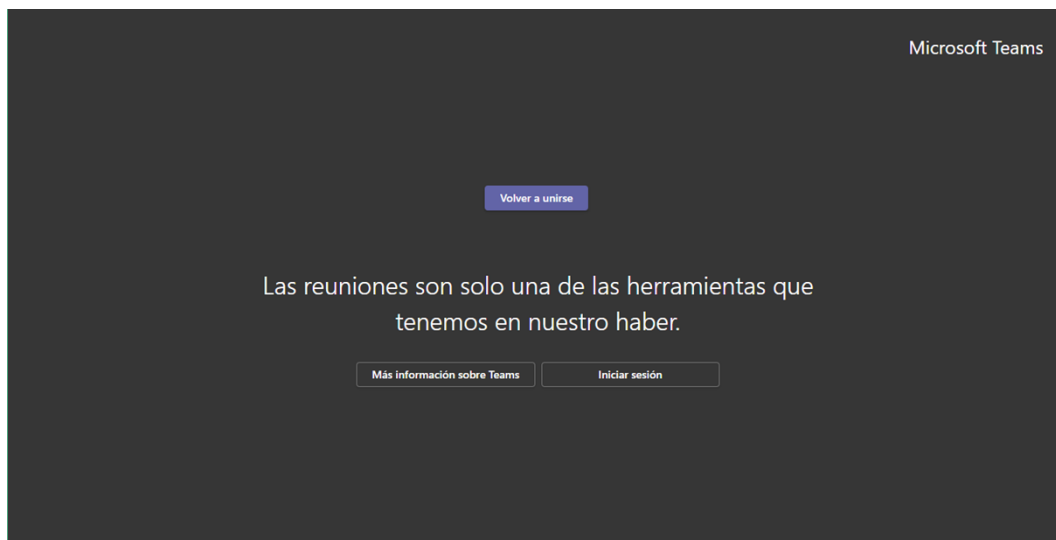 Microsoft Teams
Volver a unirse
Las reuniones son solo una de las herramientas que
tenemos en nuestro haber.
Más información sobre Teams
Iniciar sesión